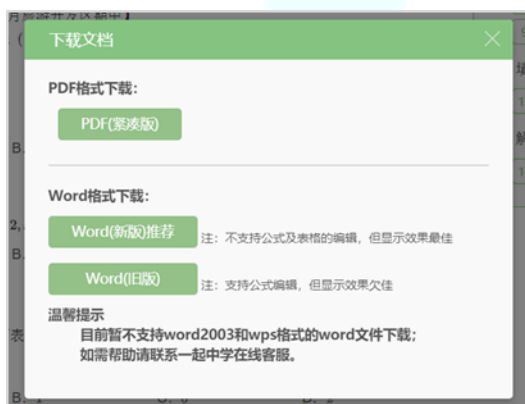 下载文档
PDF格式下载:
PDF(紧凑版)
Word格式下载:
Word(新版)推荐
注：不支持公式及表格的编辑，但显示效果最佳
Word(旧版)
注：支持公式编辑，但显示效果欠佳
温馨提示
目前暂不支持word2003和wps格式的word文件下载;
如需帮助请联系一起中学在线客服。
B.
2,
B.
表